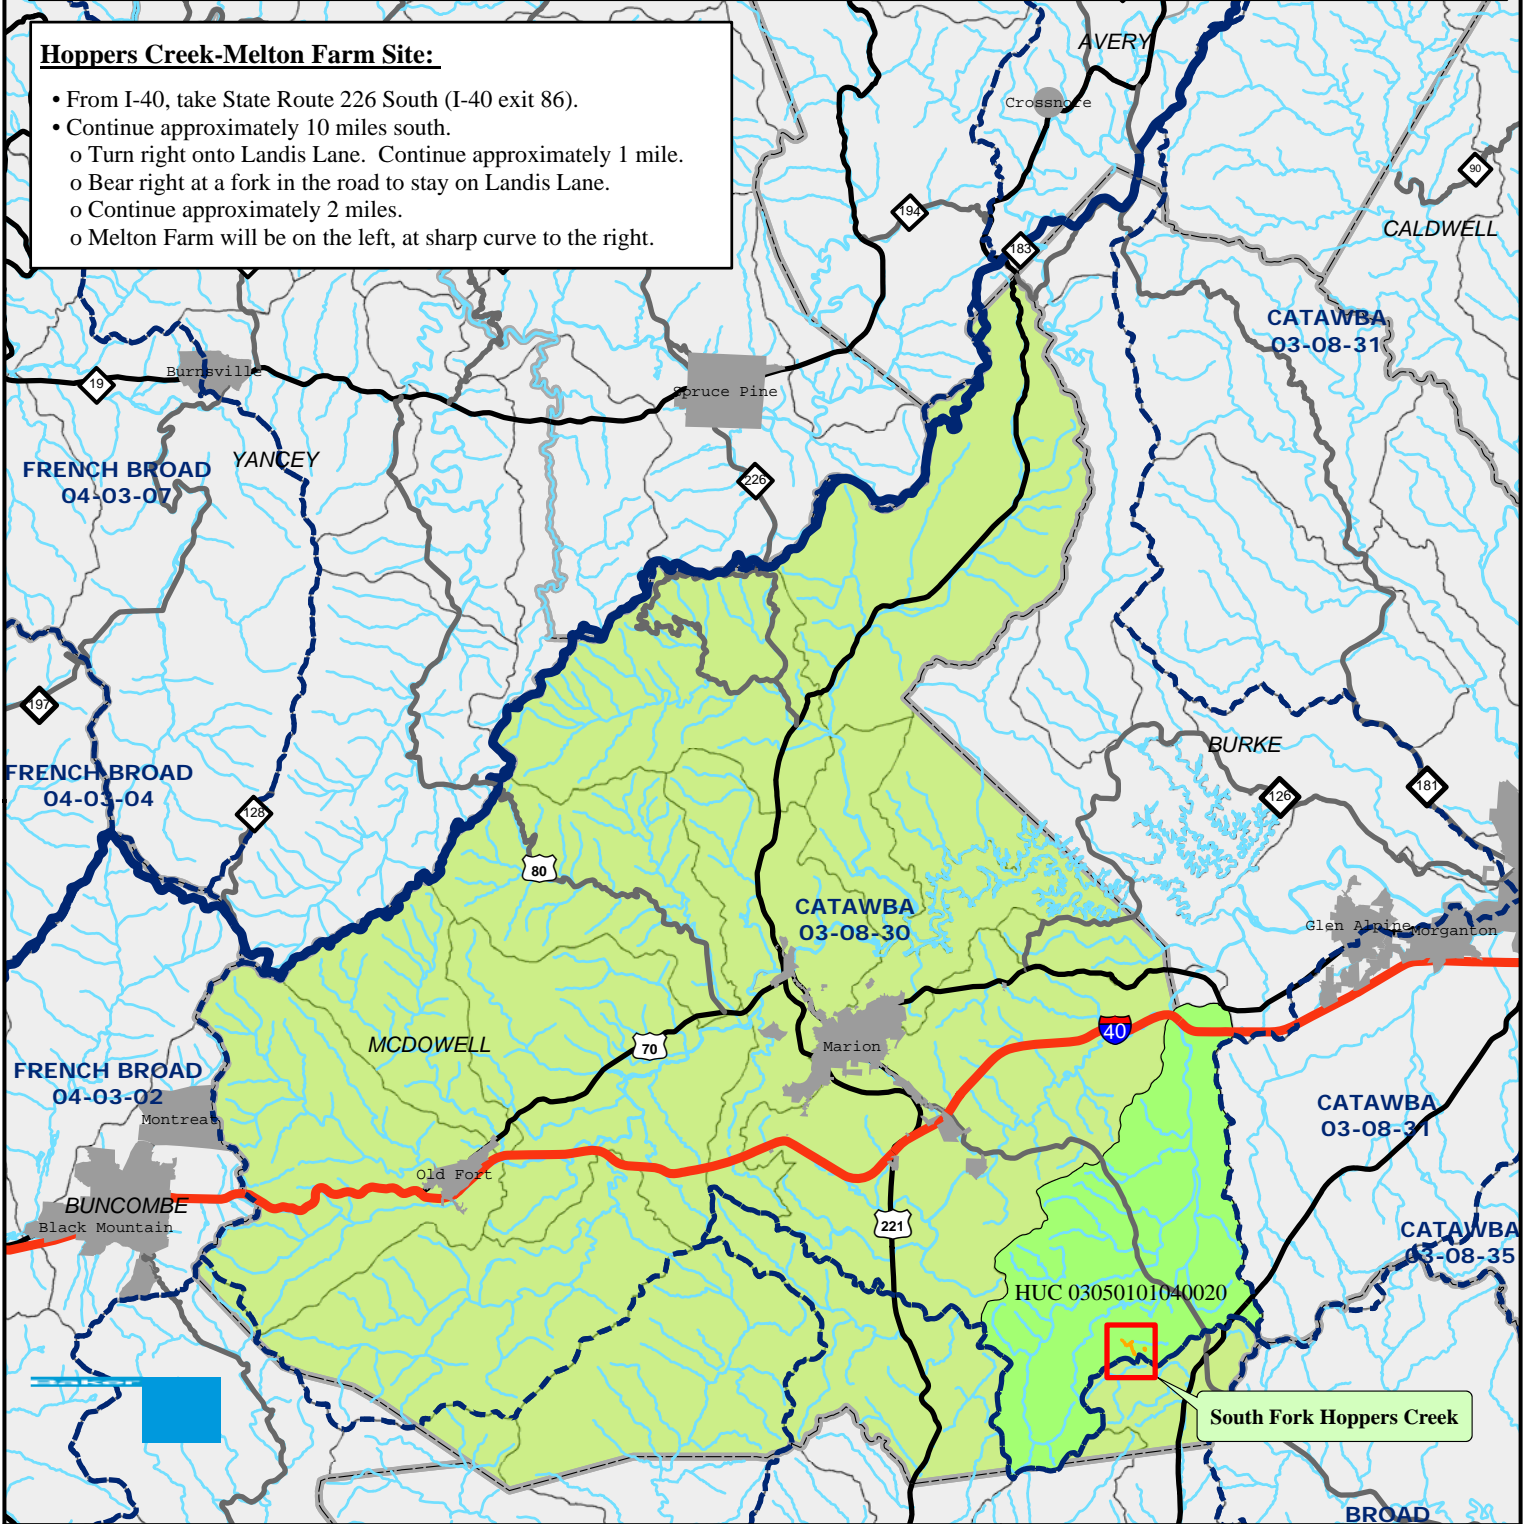 Hoppers Creek-Melton Farm Site:
• From I-40, take State Route 226 South (I-40 exit 86).
• Continue approximately 10 miles south.
o Turn right onto Landis Lane. Continue approximately 1 mile.
o Bear right at a fork in the road to stay on Landis Lane.
o Continue approximately 2 miles.
o Melton Farm will be on the left, at sharp curve to the right.
AVERY
Crossnore
90
194
CALDWELL
183
CATAWBA
03-08-31
Burnsville
19
Spruce Pine
YANCEY
FRENCH BROAD
04-03-07
226
197
BURKE
FRENCH BROAD
04-03-04
126
181
128
80
CATAWBA
03-08-30
Glen Alpine
Morganton
MCDOWELL
40
70
Marion
FRENCH BROAD
04-03-02
Montreat
CATAWBA
03-08-31
Old Fort
BUNCOMBE
Black Mountain
221
CATAWBA
03-08-35
HUC 03050101040020
South Fork Hoppers Creek
BROAD